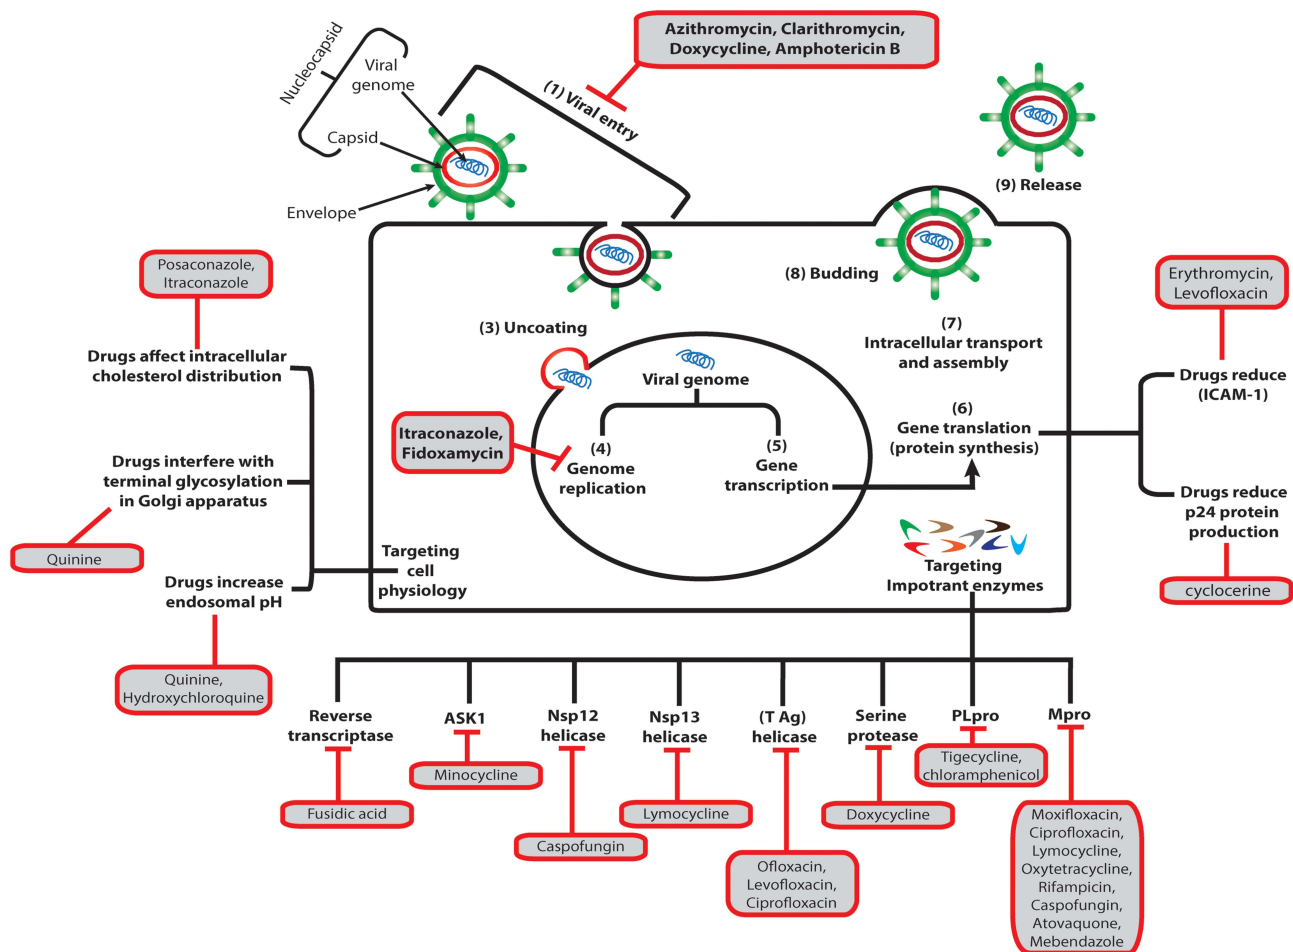 Azithromycin, Clarithromycin,
Doxycycline, Amphotericin B
Nucleocapsid
Viral
genome
Capsid
Envelope
(1) Viral entry
(9) Release
(8) Budding
(3) Uncoating
(7)
Intracellular transport
and assembly
Viral genome
(4)
Genome
replication
(5)
Gene
transcription
(6)
Gene translation
(protein synthesis)
Itraconazole,
Fidoxamycin
Posaconazole,
Itraconazole
Drugs affect intracellular
cholesterol distribution
Drugs interfere with
terminal glycosylation
in Golgi apparatus
Quinine
Drugs increase
endosomal pH
Quinine,
Hydroxychloroquine
Targeting
cell
physiology
Erythromycin,
Levofloxacin
Drugs reduce
(ICAM-1)
Drugs reduce
p24 protein
production
cyclocerine
Targeting
Impotrant enzymes
Reverse
transcriptase
Fusidic acid
ASK1
Minocycline
Nsp12
helicase
Caspofungin
Nsp13
helicase
Lymocycline
(T Ag)
helicase
Ofloxacin,
Levofloxacin,
Ciprofloxacin
Serine
protease
Doxycycline
PLpro
Tigecycline,
chloramphenicol
Mpro
Moxifloxacin,
Ciprofloxacin,
Lymocycline,
Oxytetracycline,
Rifampicin,
Caspofungin,
Atovaquone,
Mebendazole